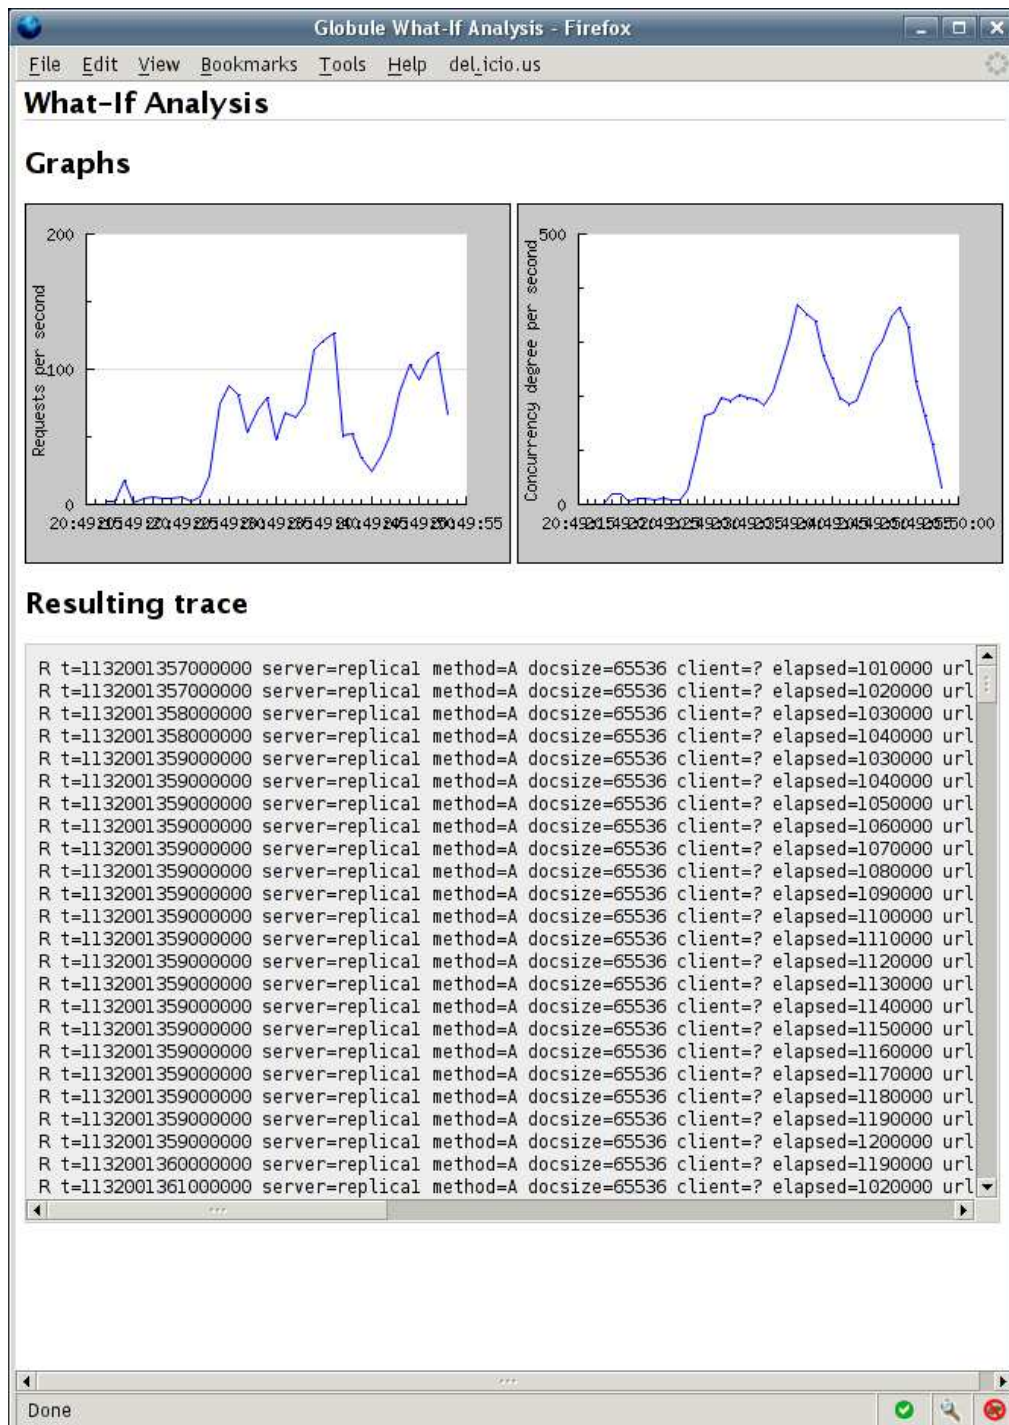 Globule What-If Analysis - Firefox
File Edit View Bookmarks Tools Help del.icio.us
What-If Analysis
Graphs
200
100
0
Requests per second
500
0
Concurrency degree per second
Resulting trace
R t=1132001357000000 server=replica1 method=A docsize=65536 client=? elapsed=1010000 url
R t=1132001357000000 server=replica1 method=A docsize=65536 client=? elapsed=1020000 url
R t=1132001358000000 server=replica1 method=A docsize=65536 client=? elapsed=1030000 url
R t=1132001358000000 server=replica1 method=A docsize=65536 client=? elapsed=1040000 url
R t=1132001359000000 server=replica1 method=A docsize=65536 client=? elapsed=1030000 url
R t=1132001359000000 server=replica1 method=A docsize=65536 client=? elapsed=1040000 url
R t=1132001359000000 server=replica1 method=A docsize=65536 client=? elapsed=1050000 url
R t=1132001359000000 server=replica1 method=A docsize=65536 client=? elapsed=1060000 url
R t=1132001359000000 server=replica1 method=A docsize=65536 client=? elapsed=1070000 url
R t=1132001359000000 server=replica1 method=A docsize=65536 client=? elapsed=1080000 url
R t=1132001359000000 server=replica1 method=A docsize=65536 client=? elapsed=1090000 url
R t=1132001359000000 server=replica1 method=A docsize=65536 client=? elapsed=1100000 url
R t=1132001359000000 server=replica1 method=A docsize=65536 client=? elapsed=1110000 url
R t=1132001359000000 server=replica1 method=A docsize=65536 client=? elapsed=1120000 url
R t=1132001359000000 server=replica1 method=A docsize=65536 client=? elapsed=1130000 url
R t=1132001359000000 server=replica1 method=A docsize=65536 client=? elapsed=1140000 url
R t=1132001359000000 server=replica1 method=A docsize=65536 client=? elapsed=1150000 url
R t=1132001359000000 server=replica1 method=A docsize=65536 client=? elapsed=1160000 url
R t=1132001359000000 server=replica1 method=A docsize=65536 client=? elapsed=1170000 url
R t=1132001359000000 server=replica1 method=A docsize=65536 client=? elapsed=1180000 url
R t=1132001359000000 server=replica1 method=A docsize=65536 client=? elapsed=1190000 url
R t=1132001359000000 server=replica1 method=A docsize=65536 client=? elapsed=1200000 url
R t=1132001360000000 server=replica1 method=A docsize=65536 client=? elapsed=1190000 url
R t=1132001361000000 server=replica1 method=A docsize=65536 client=? elapsed=1020000 url
Done